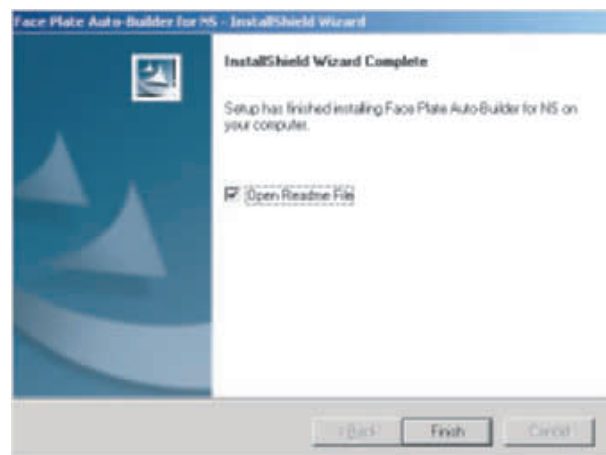 Face Plate Auto-Builder for NS - InstallShield Wizard
InstallShield Wizard Complete
Setup has finished installing Face Plate Auto-Builder for NS on
your computer.
Open Readme File
< Back
Finish
Cancel